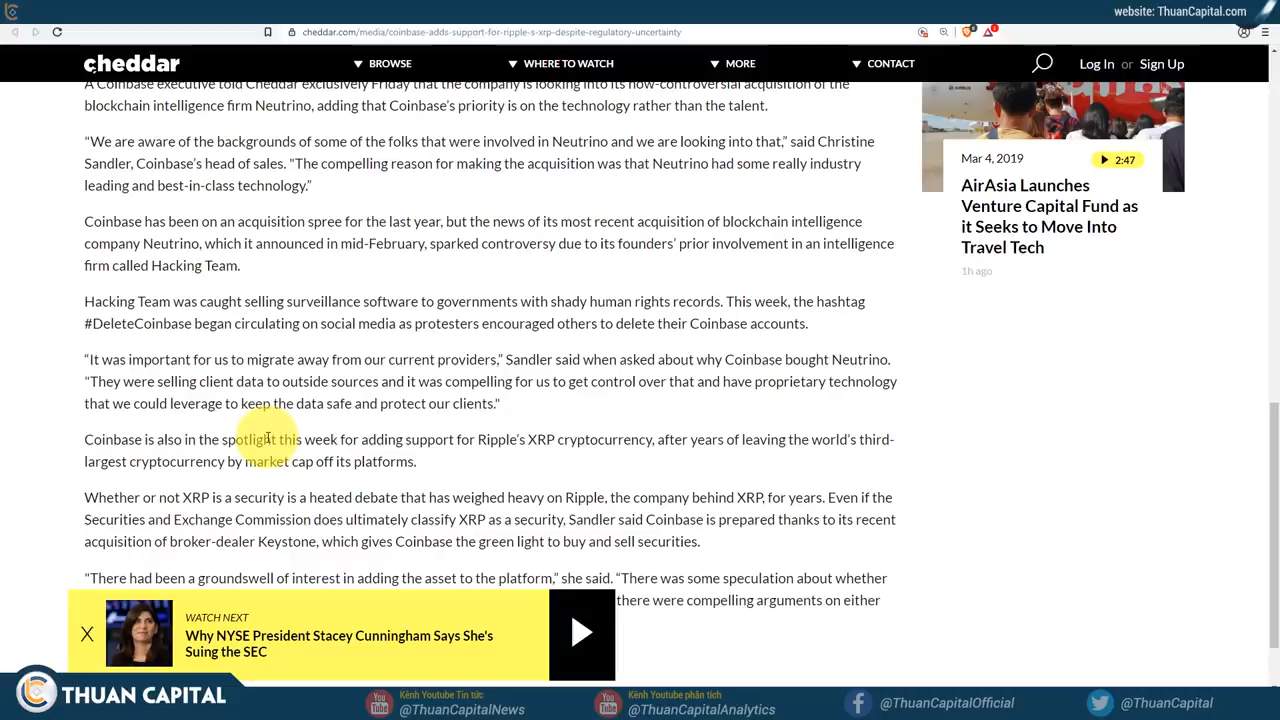 website: ThuanCapital.com
cheddar.com/media/coinbase-adds-support-for-ripple-s-xrp-despite-regulatory-uncertainty
cheddar
BROWSE
WHERE TO WATCH
MORE
CONTACT
Log In or Sign Up
A Coinbase executive told Cheddar exclusively Friday that the company is looking into its now-controversial acquisition of the
blockchain intelligence firm Neutrino, adding that Coinbase's priority is on the technology rather than the talent.
"We are aware of the backgrounds of some of the folks that were involved in Neutrino and we are looking into that,” said Christine
Sandler, Coinbase’s head of sales. "The compelling reason for making the acquisition was that Neutrino had some really industry
leading and best-in-class technology.”
Coinbase has been on an acquisition spree for the last year, but the news of its most recent acquisition of blockchain intelligence
company Neutrino, which it announced in mid-February, sparked controversy due to its founders’ prior involvement in an intelligence
firm called Hacking Team.
Hacking Team was caught selling surveillance software to governments with shady human rights records. This week, the hashtag
#DeleteCoinbase began circulating on social media as protesters encouraged others to delete their Coinbase accounts.
“It was important for us to migrate away from our current providers,” Sandler said when asked about why Coinbase bought Neutrino.
"They were selling client data to outside sources and it was compelling for us to get control over that and have proprietary technology
that we could leverage to keep the data safe and protect our clients."
Coinbase is also in the spotlight this week for adding support for Ripple’s XRP cryptocurrency, after years of leaving the world’s third-
largest cryptocurrency by market cap off its platforms.
Whether or not XRP is a security is a heated debate that has weighed heavy on Ripple, the company behind XRP, for years. Even if the
Securities and Exchange Commission does ultimately classify XRP as a security, Sandler said Coinbase is prepared thanks to its recent
acquisition of broker-dealer Keystone, which gives Coinbase the green light to buy and sell securities.
"There had been a groundswell of interest in adding the asset to the platform,” she said. “There was some speculation about whether
there were compelling arguments on either
Mar 4, 2019
2:47
AirAsia Launches
Venture Capital Fund as
it Seeks to Move Into
Travel Tech
1h ago
X
WATCH NEXT
Why NYSE President Stacey Cunningham Says She's
Suing the SEC
THUAN CAPITAL
You
Tube
Kênh Youtube Tin tức
@ThuanCapitalNews
You
Tube
Kênh Youtube phân tích
@ThuanCapitalAnalytics
@ThuanCapitalOfficial
@ThuanCapital